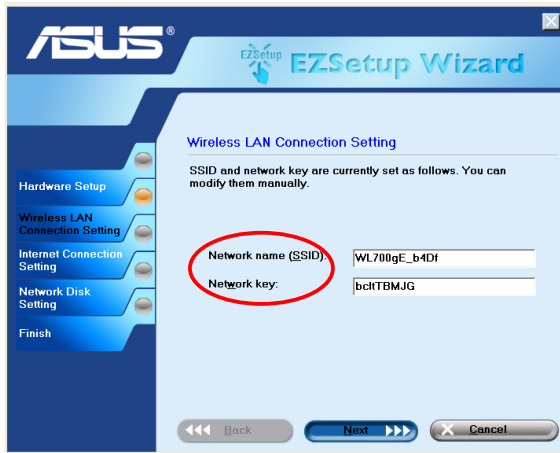 ASUS®
EZSetup
EZSetup Wizard
Wireless LAN Connection Setting
SSID and network key are currently set as follows. You can
modify them manually.
Hardware Setup
Wireless LAN
Connection Setting
Internet Connection
Setting
Network Disk
Setting
Finish
Network name (SSID): WL700gE_b4Df
Network key: bcItTBMJG
Back Next Cancel